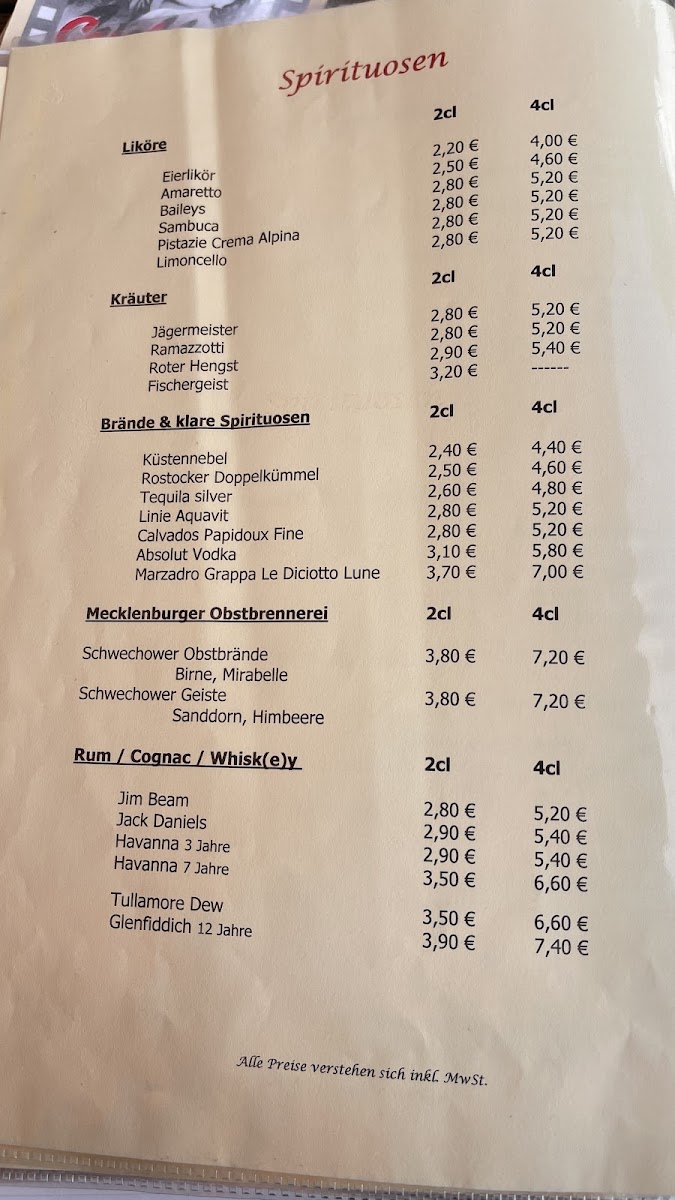 Spirituosen
2cl 4cl
Liköre
Eierlikör 2,20 € 4,00 €
Amaretto 2,50 € 4,60 €
Baileys 2,80 € 5,20 €
Sambuca 2,80 € 5,20 €
Pistazie Crema Alpina 2,80 € 5,20 €
Limoncello 2,80 € 5,20 €
2cl 4cl
Kräuter
Jägermeister 2,80 € 5,20 €
Ramazzotti 2,80 € 5,20 €
Roter Hengst 2,90 € 5,40 €
Fischergeist 3,20 € ------
Brände & klare Spirituosen 2cl 4cl
Küstennebel 2,40 € 4,40 €
Rostocker Doppelkümmel 2,50 € 4,60 €
Tequila silver 2,60 € 4,80 €
Linie Aquavit 2,80 € 5,20 €
Calvados Papidoux Fine 2,80 € 5,20 €
Absolut Vodka 3,10 € 5,80 €
Marzadro Grappa Le Diciotto Lune 3,70 € 7,00 €
Mecklenburger Obstbrennerei 2cl 4cl
Schwechower Obstbrände 3,80 € 7,20 €
Birne, Mirabelle
Schwechower Geiste 3,80 € 7,20 €
Sanddorn, Himbeere
Rum / Cognac / Whisk(e)y 2cl 4cl
Jim Beam 2,80 € 5,20 €
Jack Daniels 2,90 € 5,40 €
Havanna 3 Jahre 2,90 € 5,40 €
Havanna 7 Jahre 3,50 € 6,60 €
Tullamore Dew 3,50 € 6,60 €
Glenfiddich 12 Jahre 3,90 € 7,40 €
Alle Preise verstehen sich inkl. MwSt.